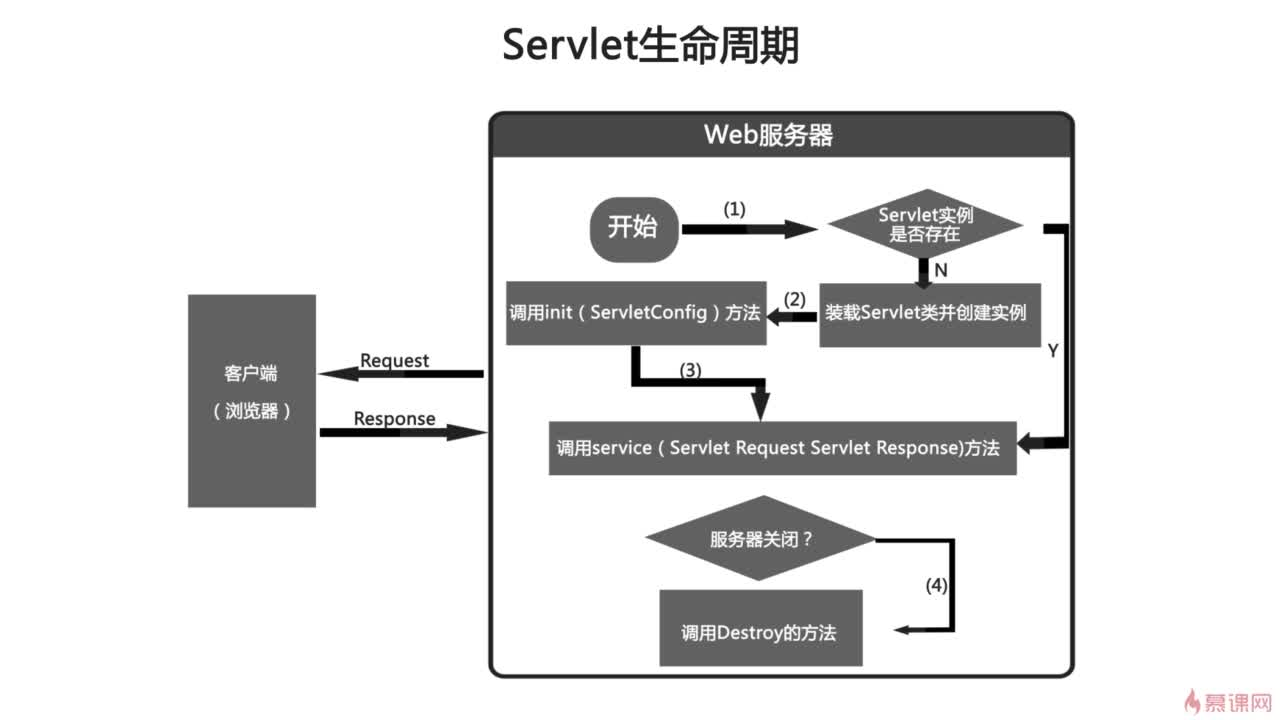 Servlet生命周期
Web服务器
开始
(1)
Servlet实例
是否存在
N
调用init（ServletConfig）方法
(2)
装载Servlet类并创建实例
Y
客户端
（浏览器）
Request
Response
(3)
调用service（Servlet Request Servlet Response)方法
服务器关闭？
(4)
调用Destroy的方法
慕课网